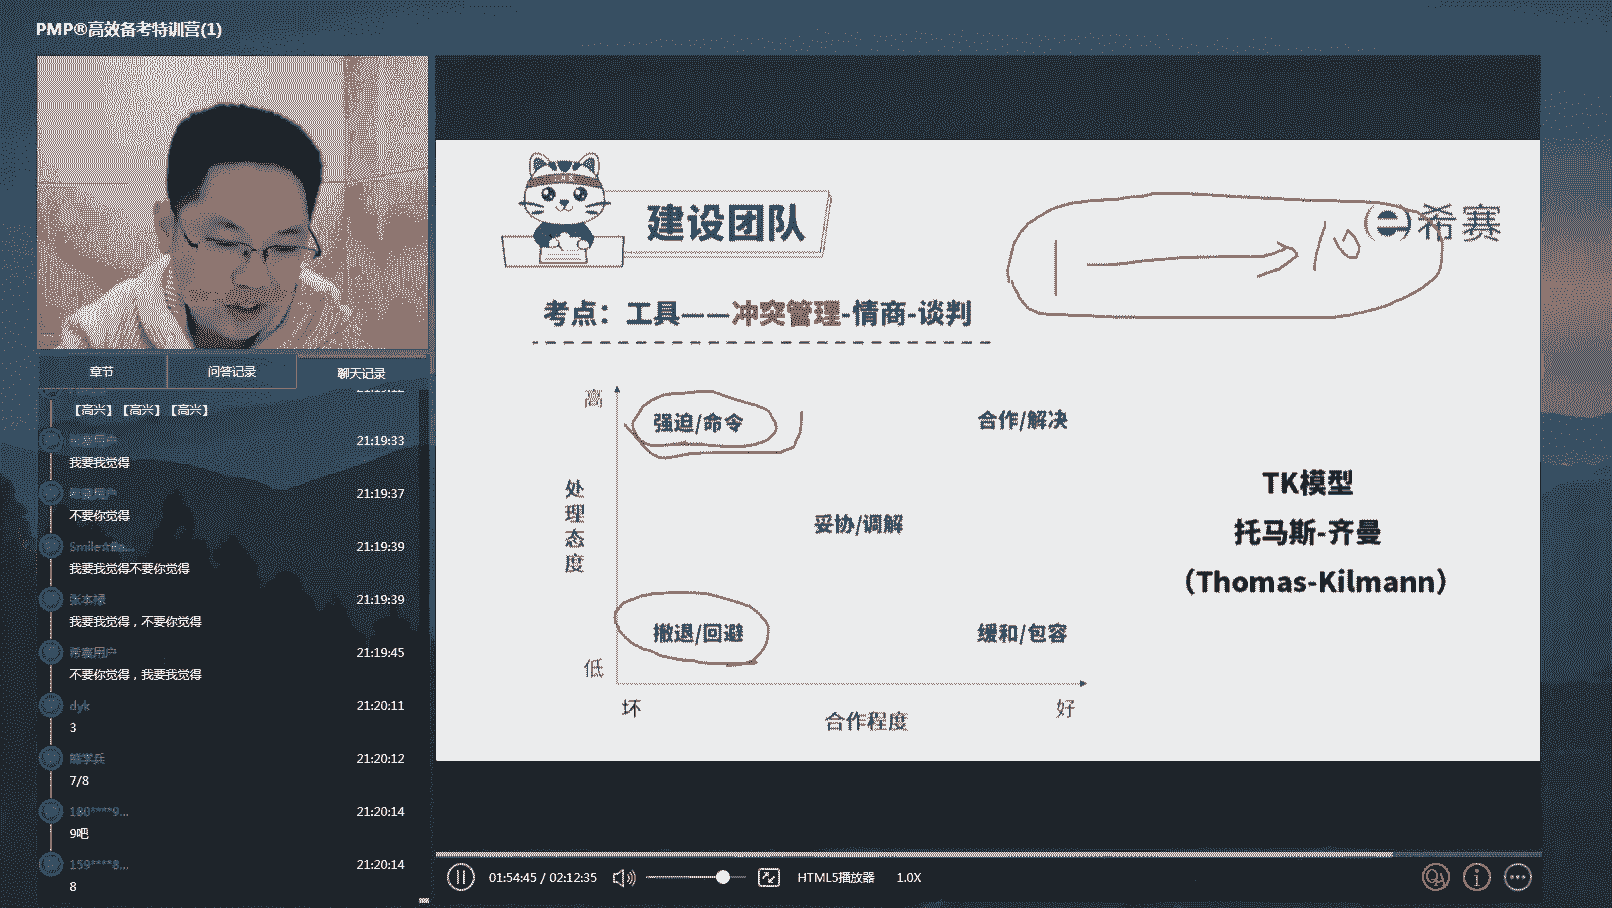 PMP®高效备考特训营(1)
章节
问答记录
聊天记录
【高兴】【高兴】【高兴】
21:19:33
我要我觉得
21:19:37
不要你觉得
21:19:39
我要我觉得不要你觉得
张本禄
21:19:39
我要我觉得，不要你觉得
希赛用户
21:19:45
不要你觉得，我要我觉得
dyk
21:20:11
3
21:20:12
7/8
180****9...
21:20:14
9吧
159****8...
21:20:14
8
建设团队
1
10
希赛
考点：工具——冲突管理-情商-谈判
高
强迫/命令
合作/解决
处理态度
妥协/调解
撤退/回避
缓和/包容
低
坏
合作程度
好
TK模型
托马斯-齐曼
（Thomas-Kilmann）
01:54:45 / 02:12:35
HTML5播放器
1.0X